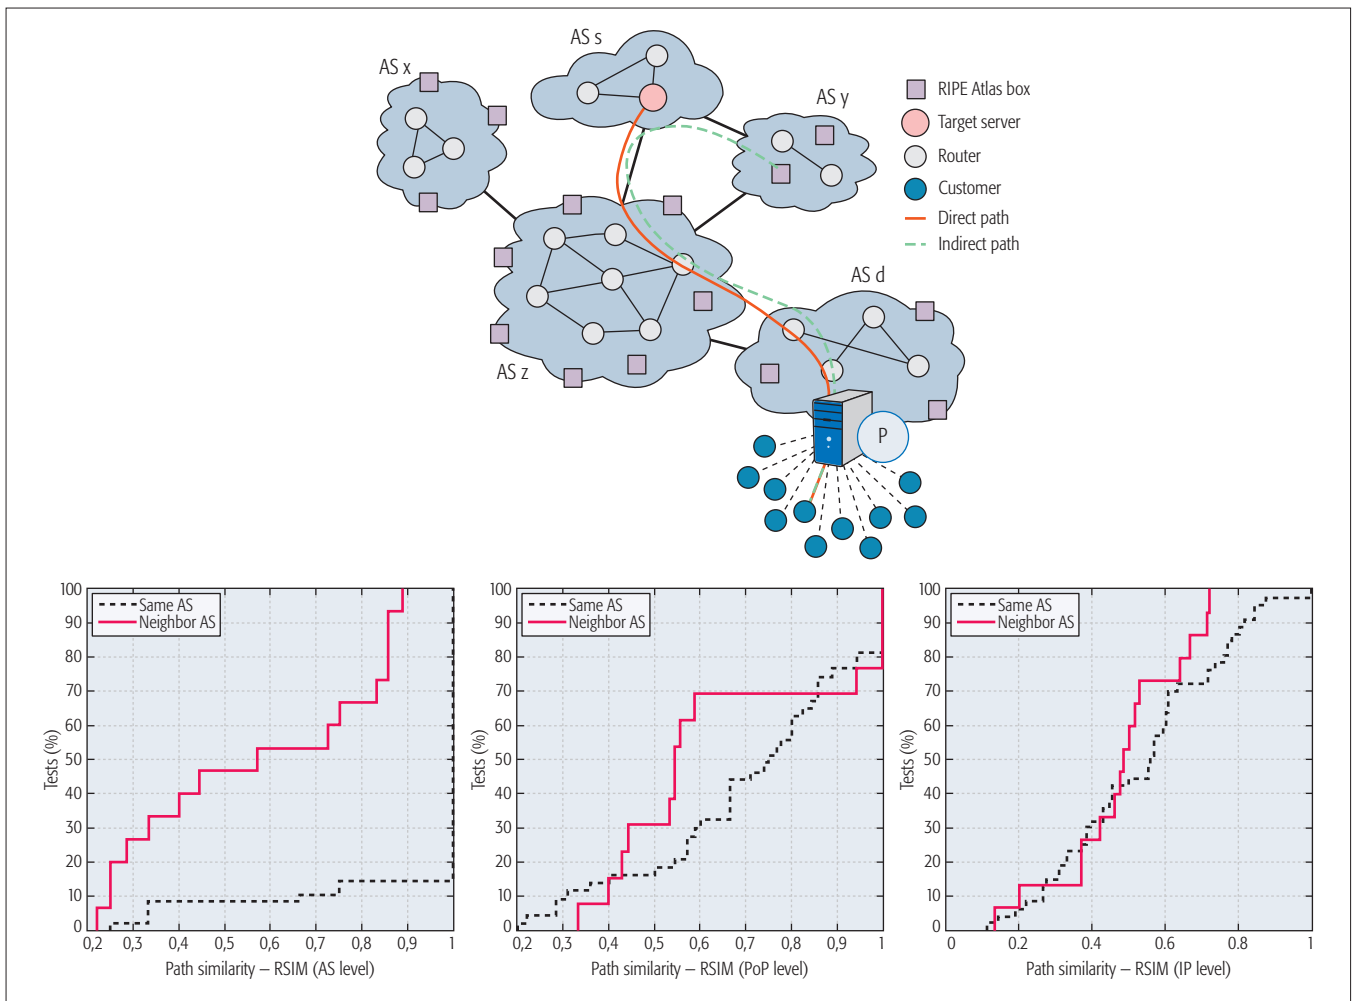 AS s
AS x
AS y
RIPE Atlas box
Target server
Router
Customer
Direct path
Indirect path
AS d
AS z
P
100
90
80
70
60
50
40
30
20
10
0
Tests (%)
Same AS
Neighbor AS
0,2 0,3 0,4 0,5 0,6 0,7 0,8 0,9 1
Path similarity – RSIM (AS level)
100
90
80
70
60
50
40
30
20
10
0
Tests (%)
Same AS
Neighbor AS
0,2 0,3 0,4 0,5 0,6 0,7 0,8 0,9 1
Path similarity – RSIM (PoP level)
100
90
80
70
60
50
40
30
20
10
0
Tests (%)
Same AS
Neighbor AS
0 0.2 0.4 0.6 0.8 1
Path similarity – RSIM (IP level)